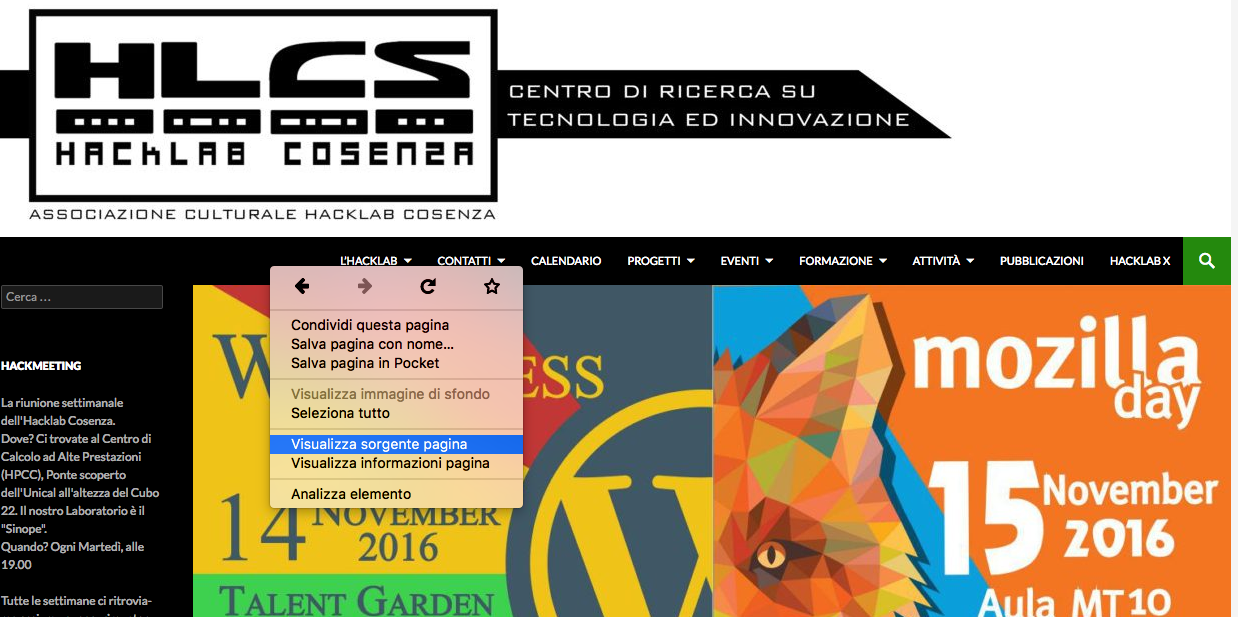 HLCS
HACKLAB COSENZA
CENTRO DI RICERCA SU
TECNOLOGIA ED INNOVAZIONE
ASSOCIAZIONE CULTURALE HACKLAB COSENZA
L'HACKLAB CONTATTI CALENDARIO PROGETTI EVENTI FORMAZIONE ATTIVITÀ PUBBLICAZIONI HACKLAB X
Cerca ...
HACKMEETING
La riunione settimanale
dell'Hacklab Cosenza.
Dove? Ci trovate al Centro di
Calcolo ad Alte Prestazioni
(HPCC), Ponte scoperto
dell'Unical all'altezza del Cubo
22. Il nostro Laboratorio è il
"Sinope".
Quando? Ogni Martedì, alle
19.00
Tutte le settimane ci ritrovia-
Condividi questa pagina
Salva pagina con nome...
Salva pagina in Pocket
Visualizza immagine di sfondo
Seleziona tutto
Visualizza sorgente pagina
Visualizza informazioni pagina
Analizza elemento
W ESS
14 NOVEMBER
2016
TALENT GARDEN
mozilla
day
15 November
2016
Aula MT10